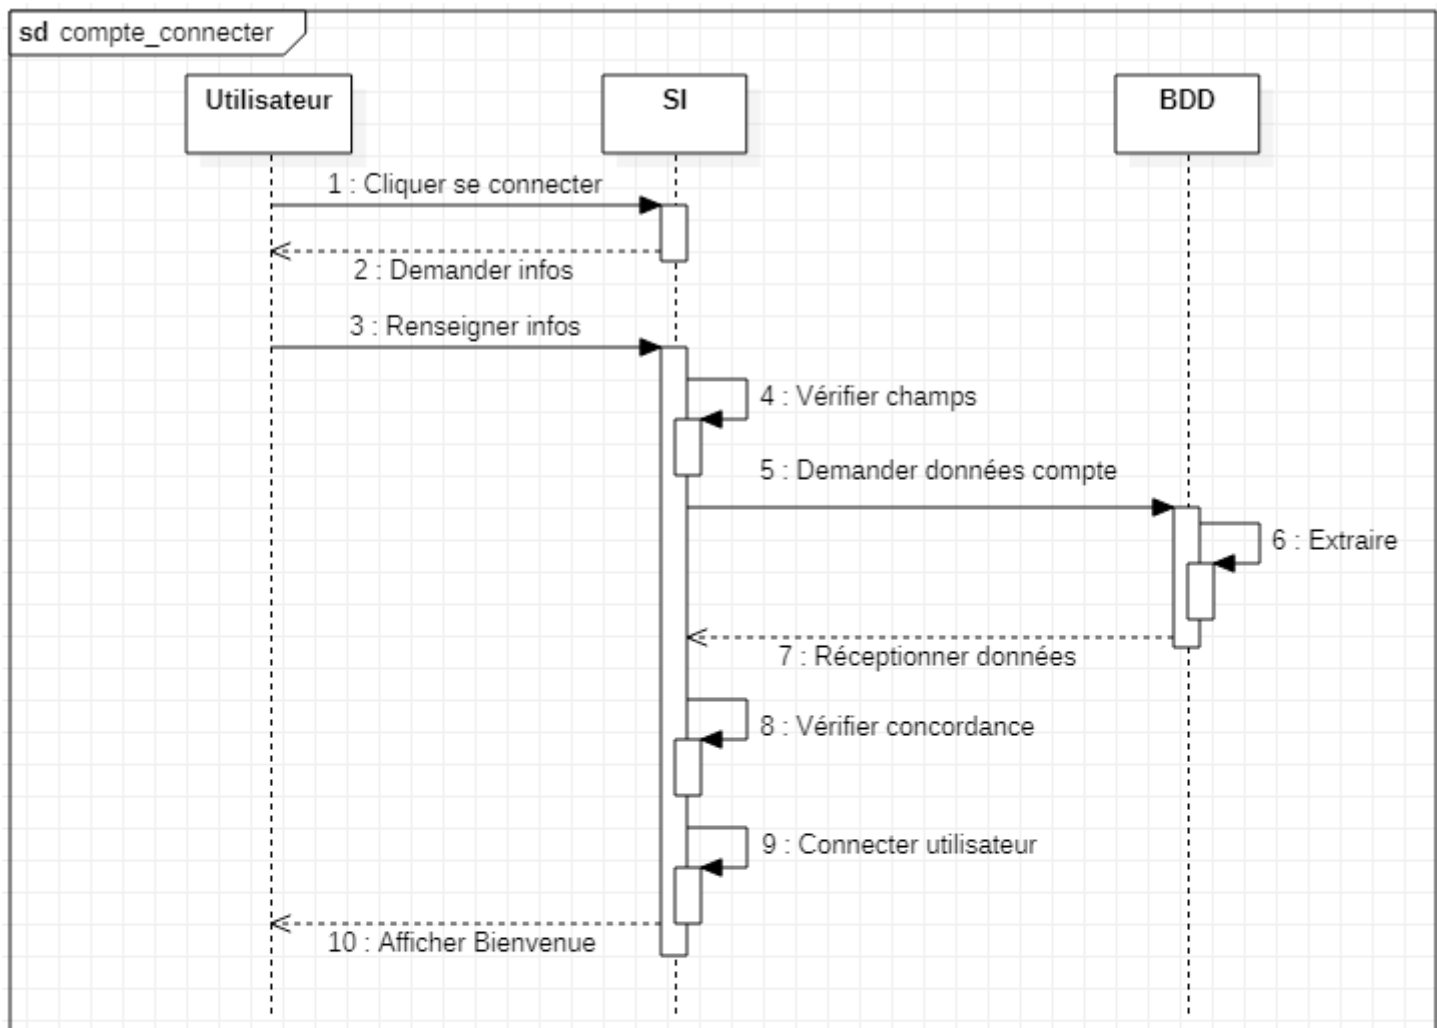 sd compte_connecter
Utilisateur
SI
BDD
1 : Cliquer se connecter
2 : Demander infos
3 : Renseigner infos
4 : Vérifier champs
5 : Demander données compte
6 : Extraire
7 : Réceptionner données
8 : Vérifier concordance
9 : Connecter utilisateur
10 : Afficher Bienvenue